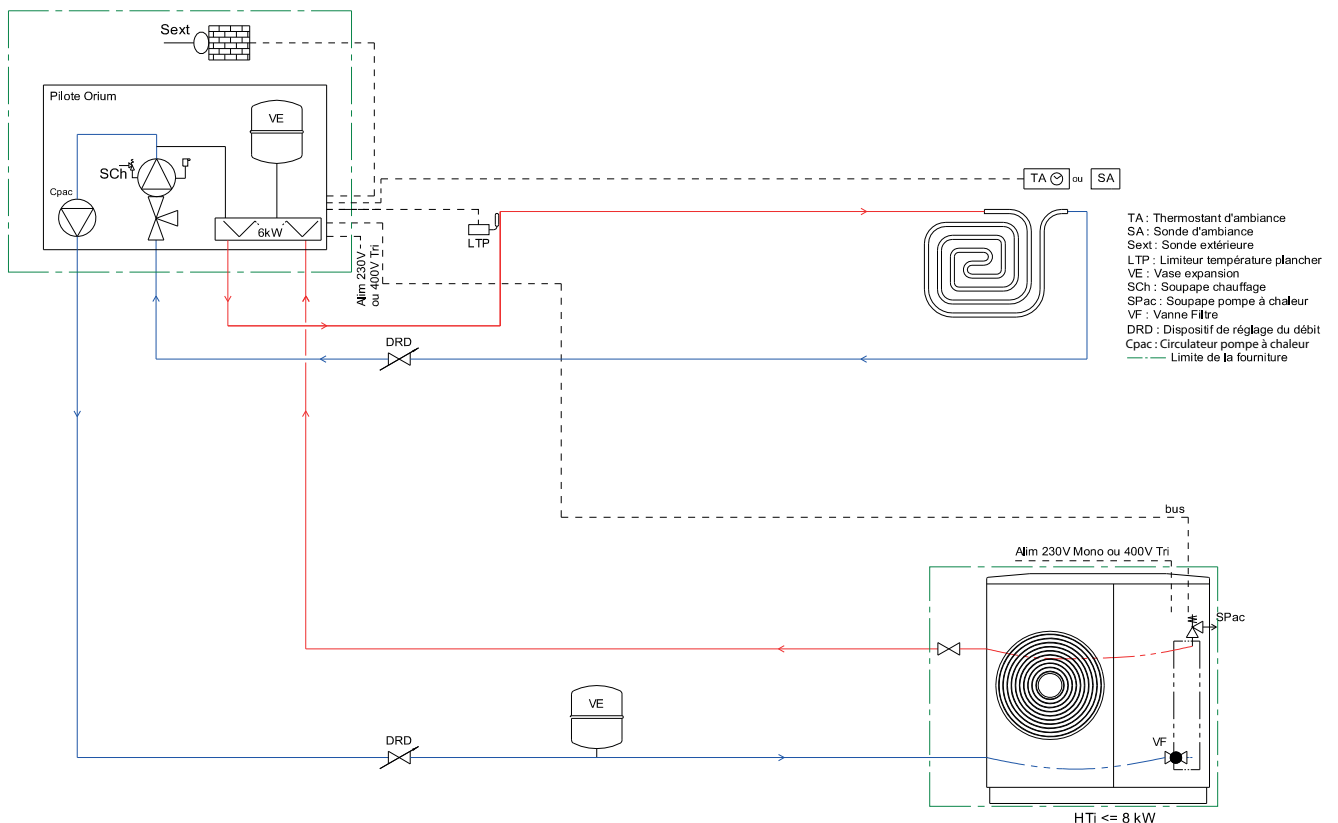 Sext
Pilote Orium
VE
SCh
Cpac
6kW
LTP
Alim 230V
ou 400V Tri
TA ou SA
TA : Thermostant d'ambiance
SA : Sonde d'ambiance
Sext : Sonde extérieure
LTP : Limiteur température plancher
VE : Vase expansion
SCh : Soupape chauffage
SPac : Soupape pompe à chaleur
VF : Vanne Filtre
DRD : Dispositif de réglage du débit
Cpac : Circulateur pompe à chaleur
Limite de la fourniture
DRD
bus
Alim 230V Mono ou 400V Tri
SPac
VE
DRD
VF
HTi <= 8 kW